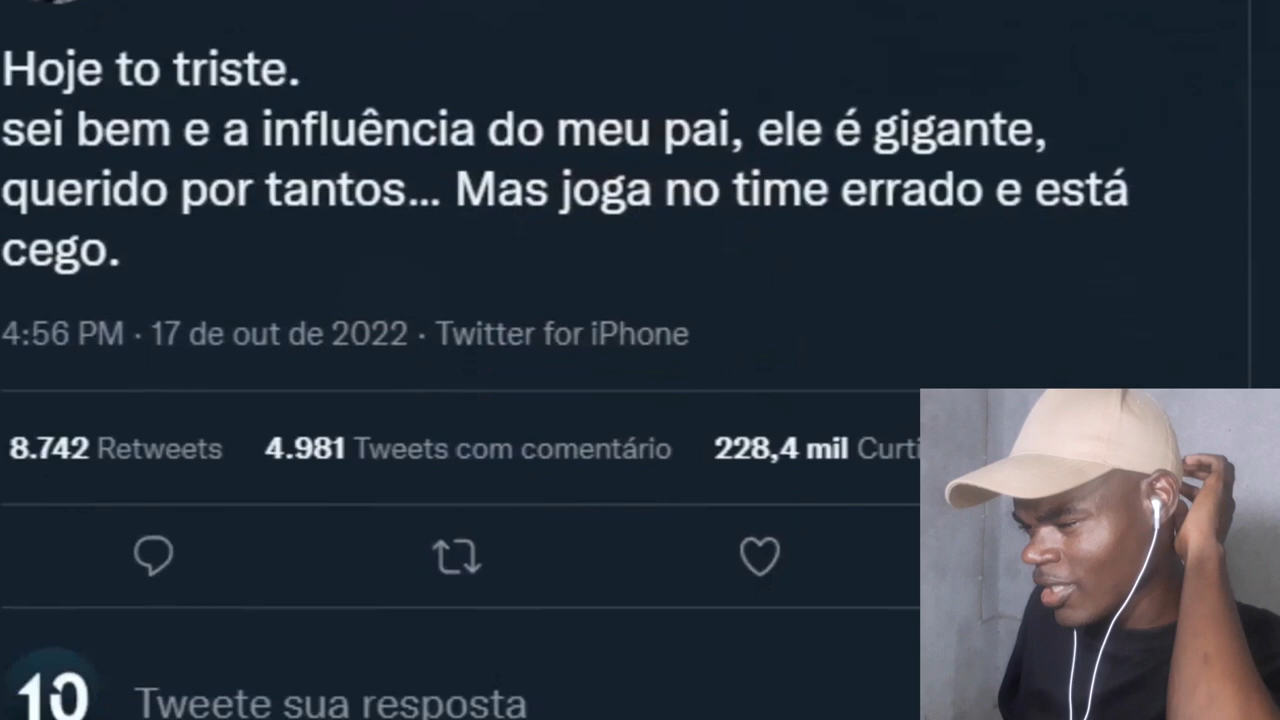 Hoje to triste.
sei bem e a influência do meu pai, ele é gigante,
querido por tantos... Mas joga no time errado e está
cego.
4:56 PM · 17 de out de 2022 · Twitter for iPhone
8.742 Retweets 4.981 Tweets com comentário 228,4 mil Curti
10 Tweete sua resposta